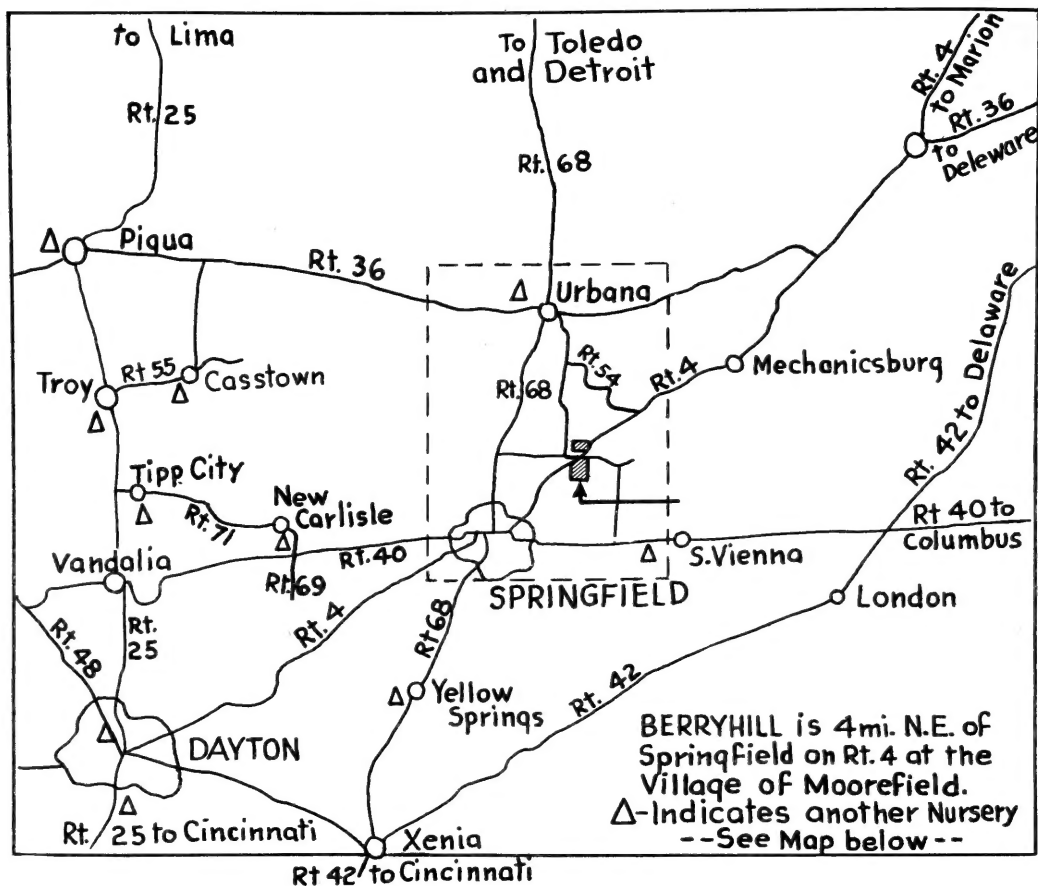 to Lima
To Toledo
and Detroit
Rt. 4
to Marion
Rt. 25
Rt. 36
to Deleware
Rt. 68
Piqua
Rt. 36
Urbana
Rt. 42 to Delaware
Rt 55
Troy
Casstown
Rt. 54
Rt. 4
Mechanicsburg
Rt. 68
Tipp City
Rt. 71
New
Carlisle
Vandalia
Rt. 69
Rt. 40
S. Vienna
Rt 40 to
Columbus
SPRINGFIELD
London
Rt. 48
Rt.
25
Rt. 4
Rt 68
Yellow
Springs
Rt. 42
DAYTON
BERRYHILL is 4mi. N.E. of
Springfield on Rt. 4 at the
Village of Moorefield.
Δ-Indicates another Nursery
--See Map below--
Rt. 25 to Cincinnati
Xenia
Rt 42 to Cincinnati